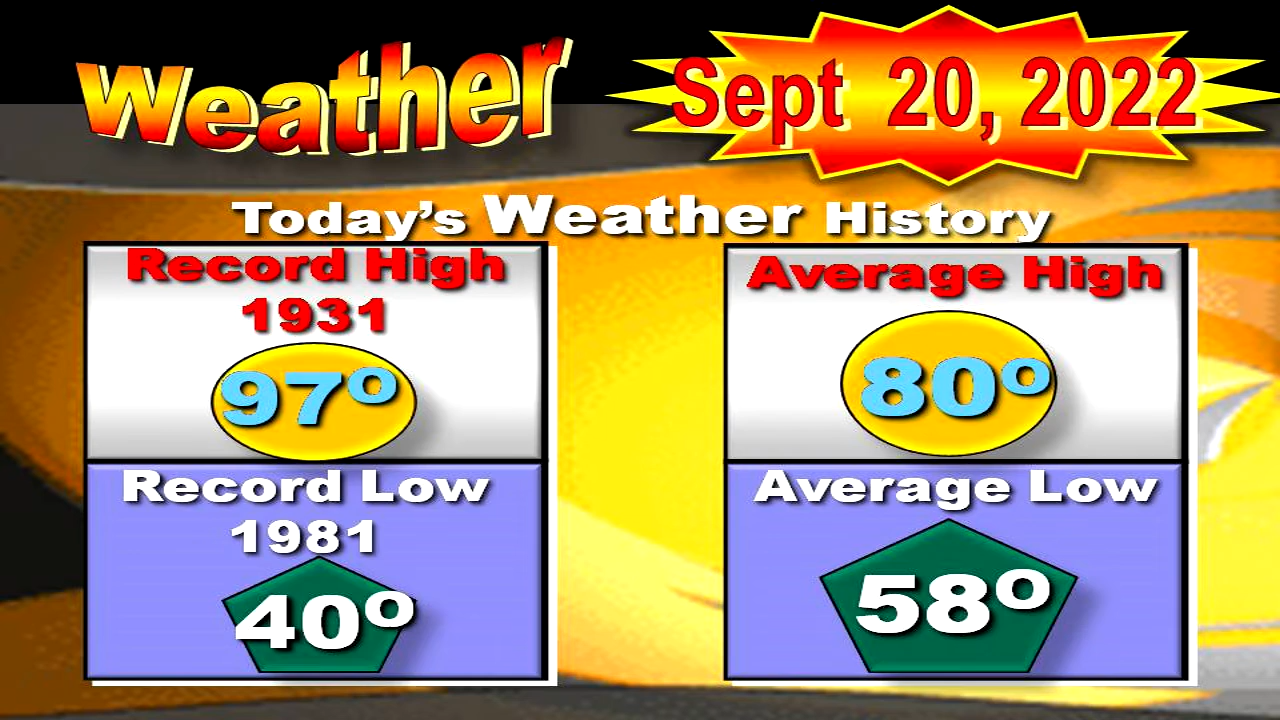 Weather
Sept 20, 2022
Today's Weather History
Record High
1931
97º
Average High
80º
Record Low
1981
40º
Average Low
58º